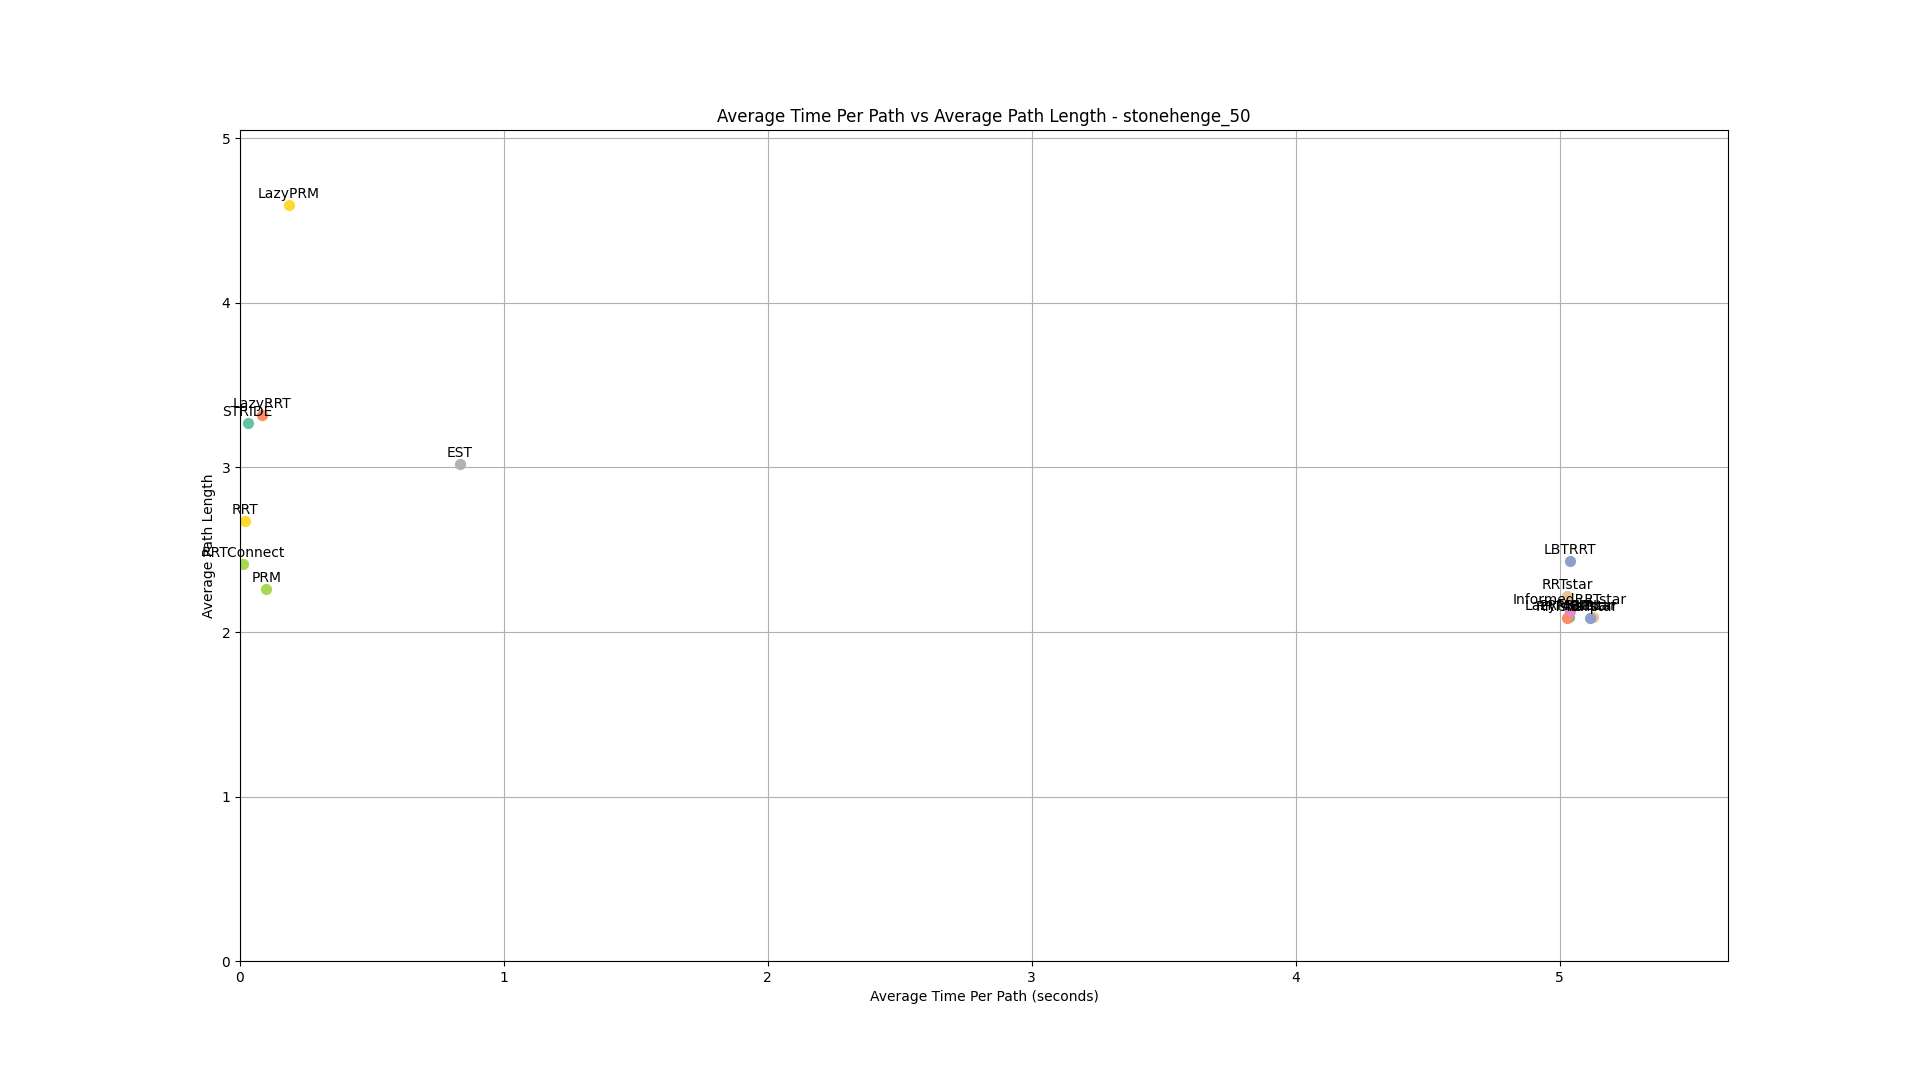 Average Time Per Path vs Average Path Length - stonehenge_50
5
LazyPRM
4
LazyRRT
STRIDE
EST
3
RRT
LBTRRT
RRTConnect
PRM
RRTstar
InformedRRTstar
2
1
0
0 1 2 3 4 5
Average Path Length
Average Time Per Path (seconds)